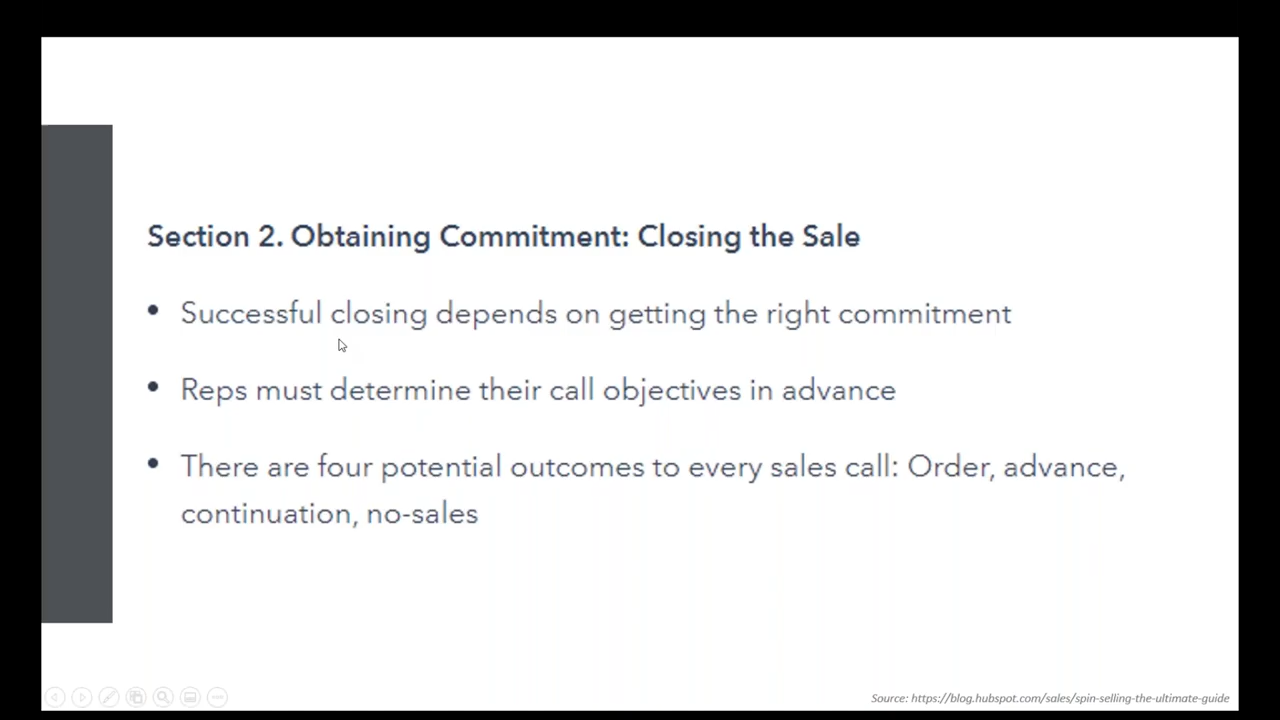 Section 2. Obtaining Commitment: Closing the Sale
• Successful closing depends on getting the right commitment
• Reps must determine their call objectives in advance
• There are four potential outcomes to every sales call: Order, advance,
continuation, no-sales
Source: https://blog.hubspot.com/sales/spin-selling-the-ultimate-guide